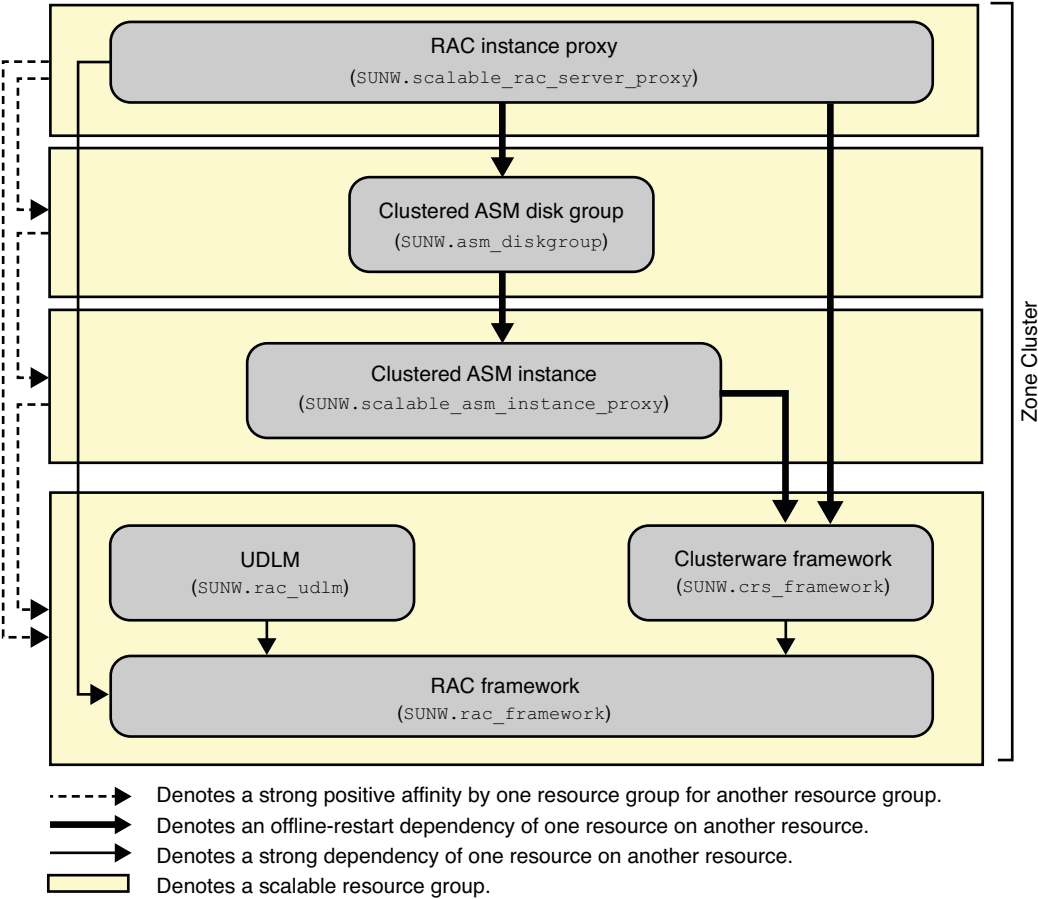 RAC instance proxy
(SUNW.scalable_rac_server_proxy)
Clustered ASM disk group
(SUNW.asm_diskgroup)
Clustered ASM instance
(SUNW.scalable_asm_instance_proxy)
Zone Cluster
UDLM
(SUNW.rac_udlm)
Clusterware framework
(SUNW.crs_framework)
RAC framework
(SUNW.rac_framework)
Denotes a strong positive affinity by one resource group for another resource group.
Denotes an offline-restart dependency of one resource on another resource.
Denotes a strong dependency of one resource on another resource.
Denotes a scalable resource group.